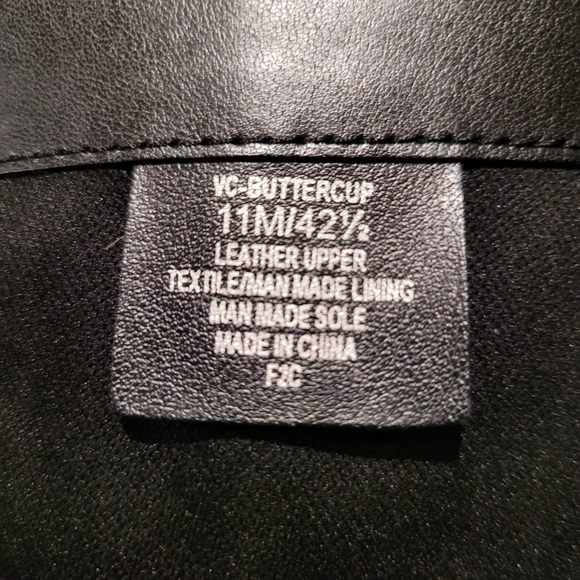 VC-BUTTERCUP
11M/42½
LEATHER UPPER
TEXTILE/MAN MADE LINING
MAN MADE SOLE
MADE IN CHINA
F2C